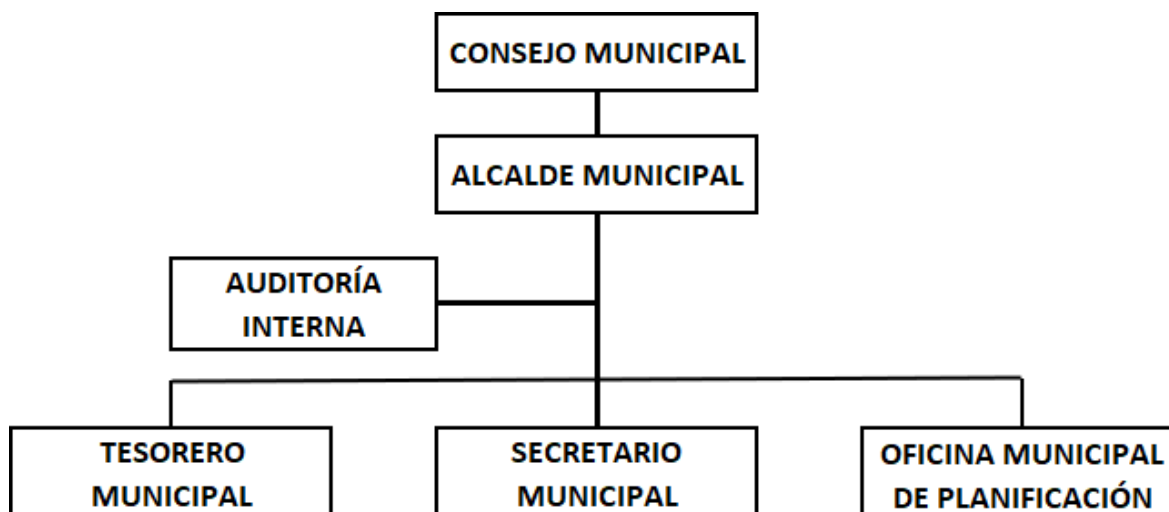 CONSEJO MUNICIPAL
ALCALDE MUNICIPAL
AUDITORÍA
INTERNA
TESORERO
MUNICIPAL
SECRETARIO
MUNICIPAL
OFICINA MUNICIPAL
DE PLANIFICACIÓN